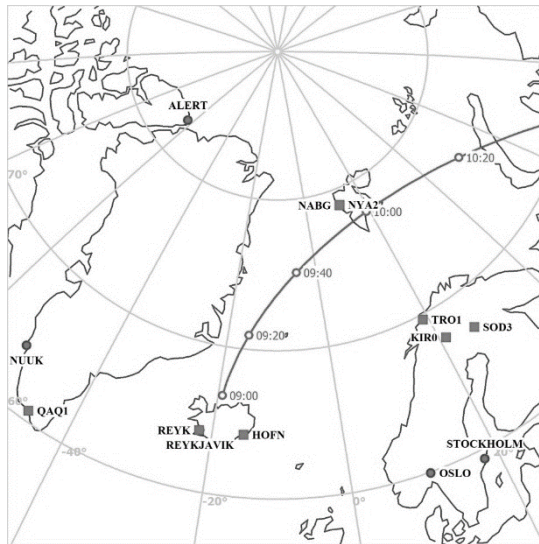 ALERT
10:20
70°
NABG NYA2
10:00
09:40
TRO1
SOD3
KIR0
09:20
NUUK
09:00
QAQ1
60°
REYK HOFN
REYKJAVIK
STOCKHOLM
-40°
20°
OSLO
-20°
0°